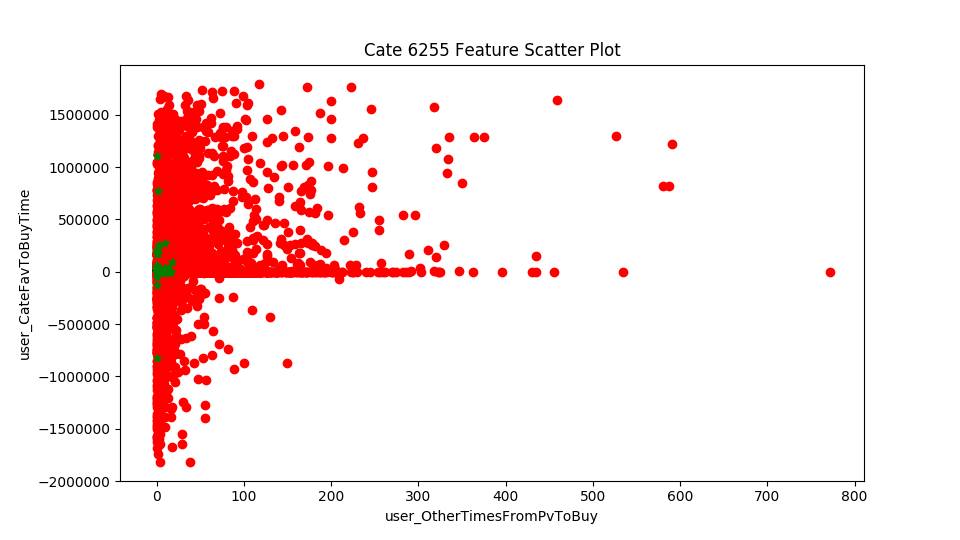 Cate 6255 Feature Scatter Plot
1500000
1000000
500000
0
−500000
−1000000
−1500000
−2000000
user_CateFavToBuyTime
0 100 200 300 400 500 600 700 800
user_OtherTimesFromPvToBuy